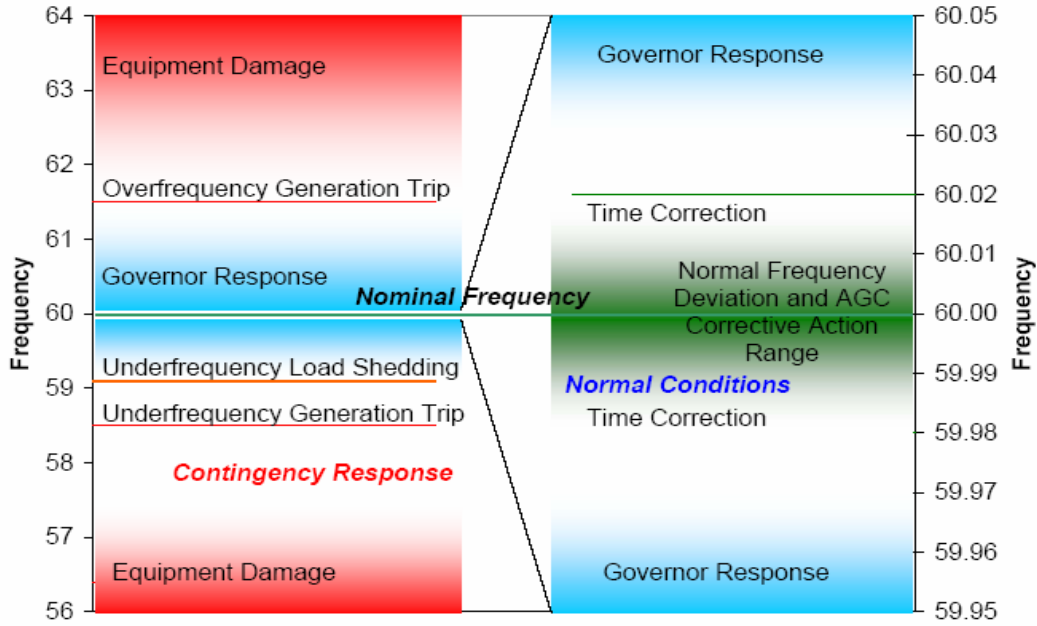 64
63
62
61
60
59
58
57
56
Frequency
Equipment Damage
Overfrequency Generation Trip
Governor Response
Nominal Frequency
Underfrequency Load Shedding
Underfrequency Generation Trip
Contingency Response
Equipment Damage
Governor Response
Time Correction
Normal Frequency
Deviation and AGC
Corrective Action
Range
Normal Conditions
Time Correction
Governor Response
60.05
60.04
60.03
60.02
60.01
60.00
59.99
59.98
59.97
59.96
59.95
Frequency